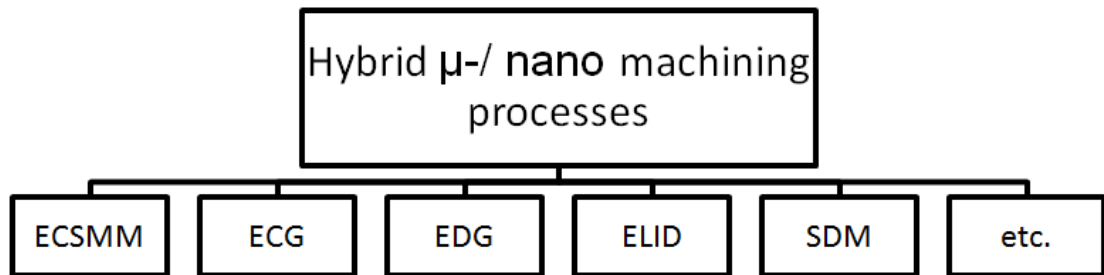 Hybrid μ-/ nano machining
processes
ECSMM
ECG
EDG
ELID
SDM
etc.